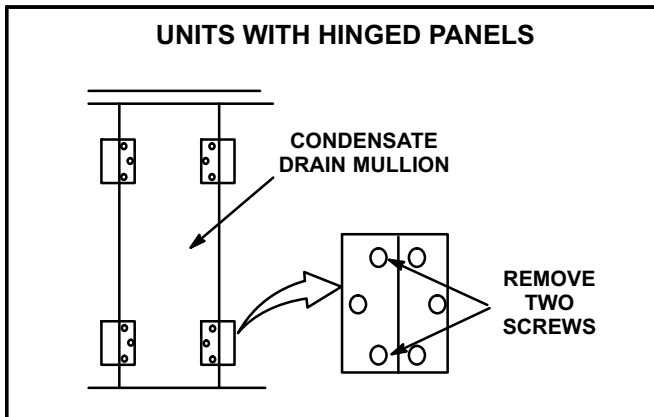 UNITS WITH HINGED PANELS
CONDENSATE
DRAIN MULLION
REMOVE
TWO
SCREWS